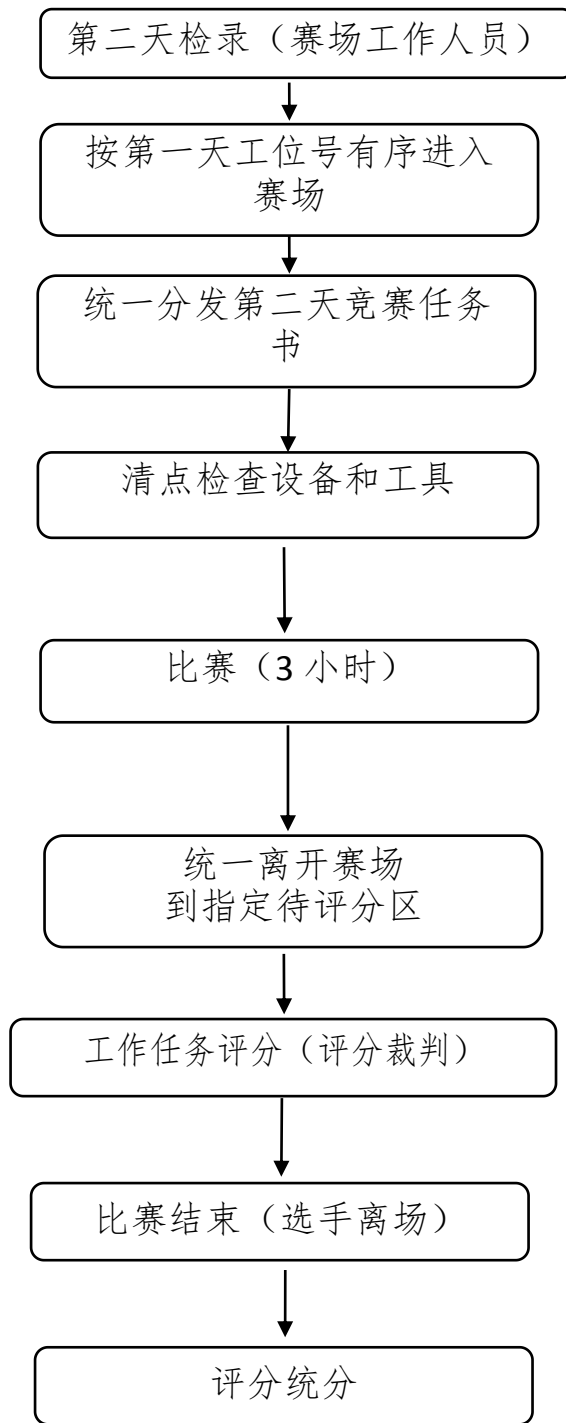 第二天检录（赛场工作人员）
按第一天工位号有序进入
赛场
统一分发第二天竞赛任务
书
清点检查设备和工具
比赛（3 小时）
统一离开赛场
到指定待评分区
工作任务评分（评分裁判）
比赛结束（选手离场）
评分统分